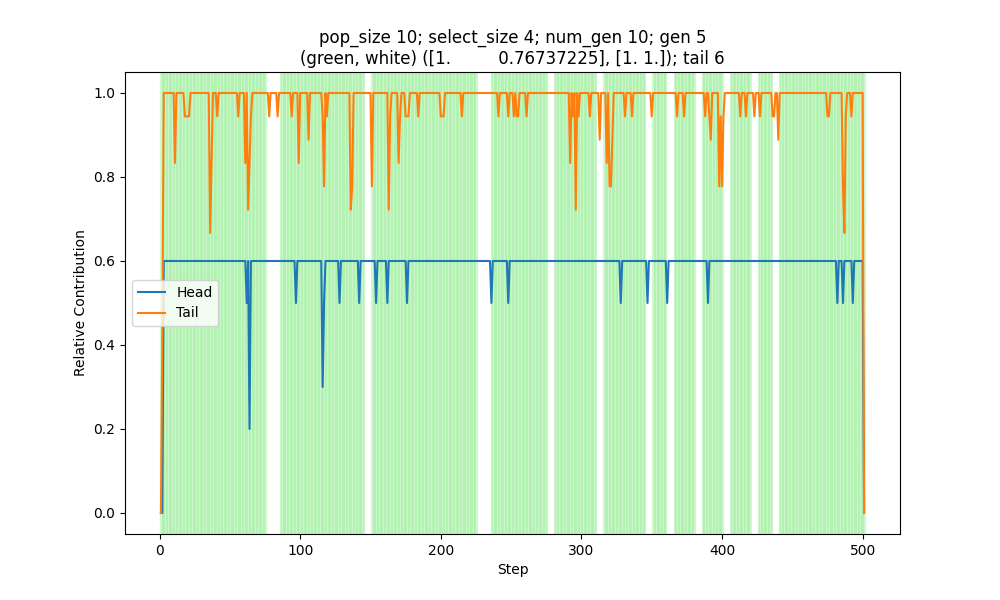 pop_size 10; select_size 4; num_gen 10; gen 5
(green, white) ([1.         0.76737225], [1. 1.]); tail 6
1.0
0.8
0.6
0.4
0.2
0.0
Relative Contribution
Head
Tail
0
100
200
300
400
500
Step